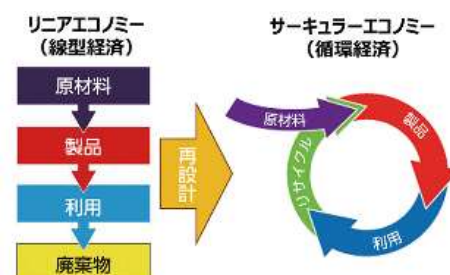 リニアエコノミー
（線型経済）
原材料
製品
利用
廃棄物
再設計
サーキュラーエコノミー
（循環経済）
原材料
製品
利用
リサイクル